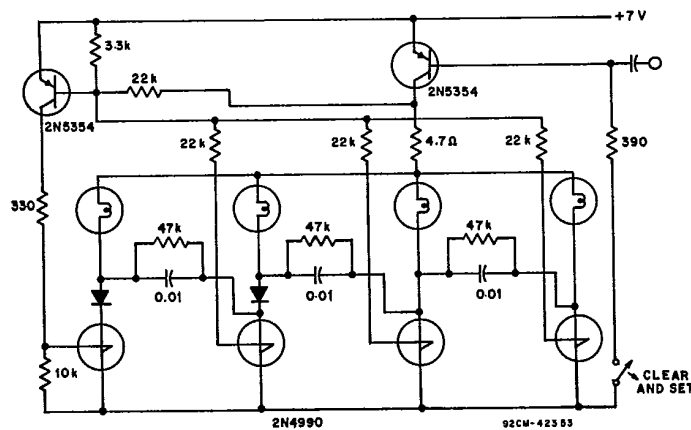 +7V
3.3k
22k
2N5354
2N5354
22k
22k
4.7Ω
22k
390
330
47k
47k
47k
0.01
0.01
0.01
10k
CLEAR
AND SET
2N4990
92CM-42353